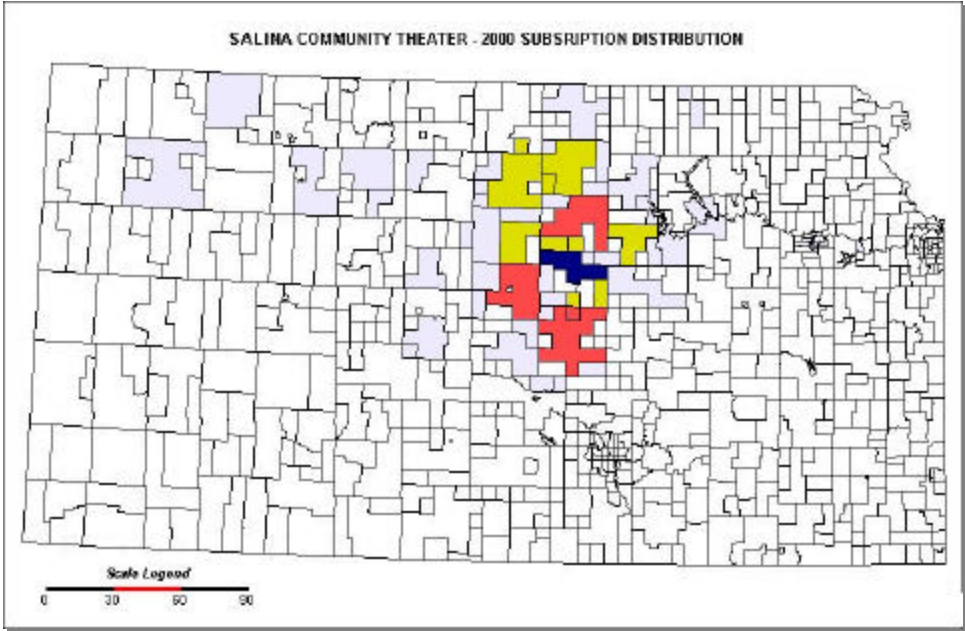 SALINA COMMUNITY THEATER - 2000 SUBSRIPTION DISTRIBUTION
Scale Legend
0 30 60 90